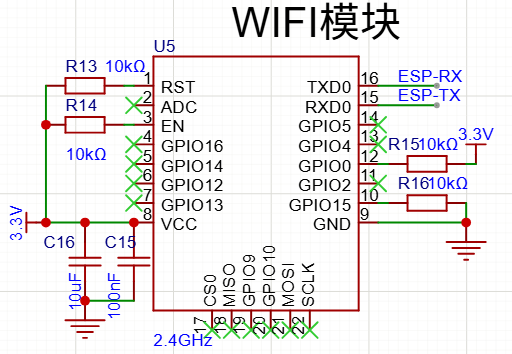 WIFI模块
U5
R13 10kΩ
R14
10kΩ
1 RST
2 ADC
3 EN
4 GPIO16
5 GPIO14
6 GPIO12
7 GPIO13
8 VCC
TXD0 16 ESP-RX
RXD0 15 ESP-TX
GPIO5 14
GPIO4 13
GPIO0 12
GPIO2 11
GPIO15 10
GND 9
R15 10kΩ
3.3V
R16 10kΩ
3.3V
C16
10uF
C15
100nF
CS0 17
MISO 18
GPIO9 19
GPIO10 20
MOSI 21
SCLK 22
2.4GHz